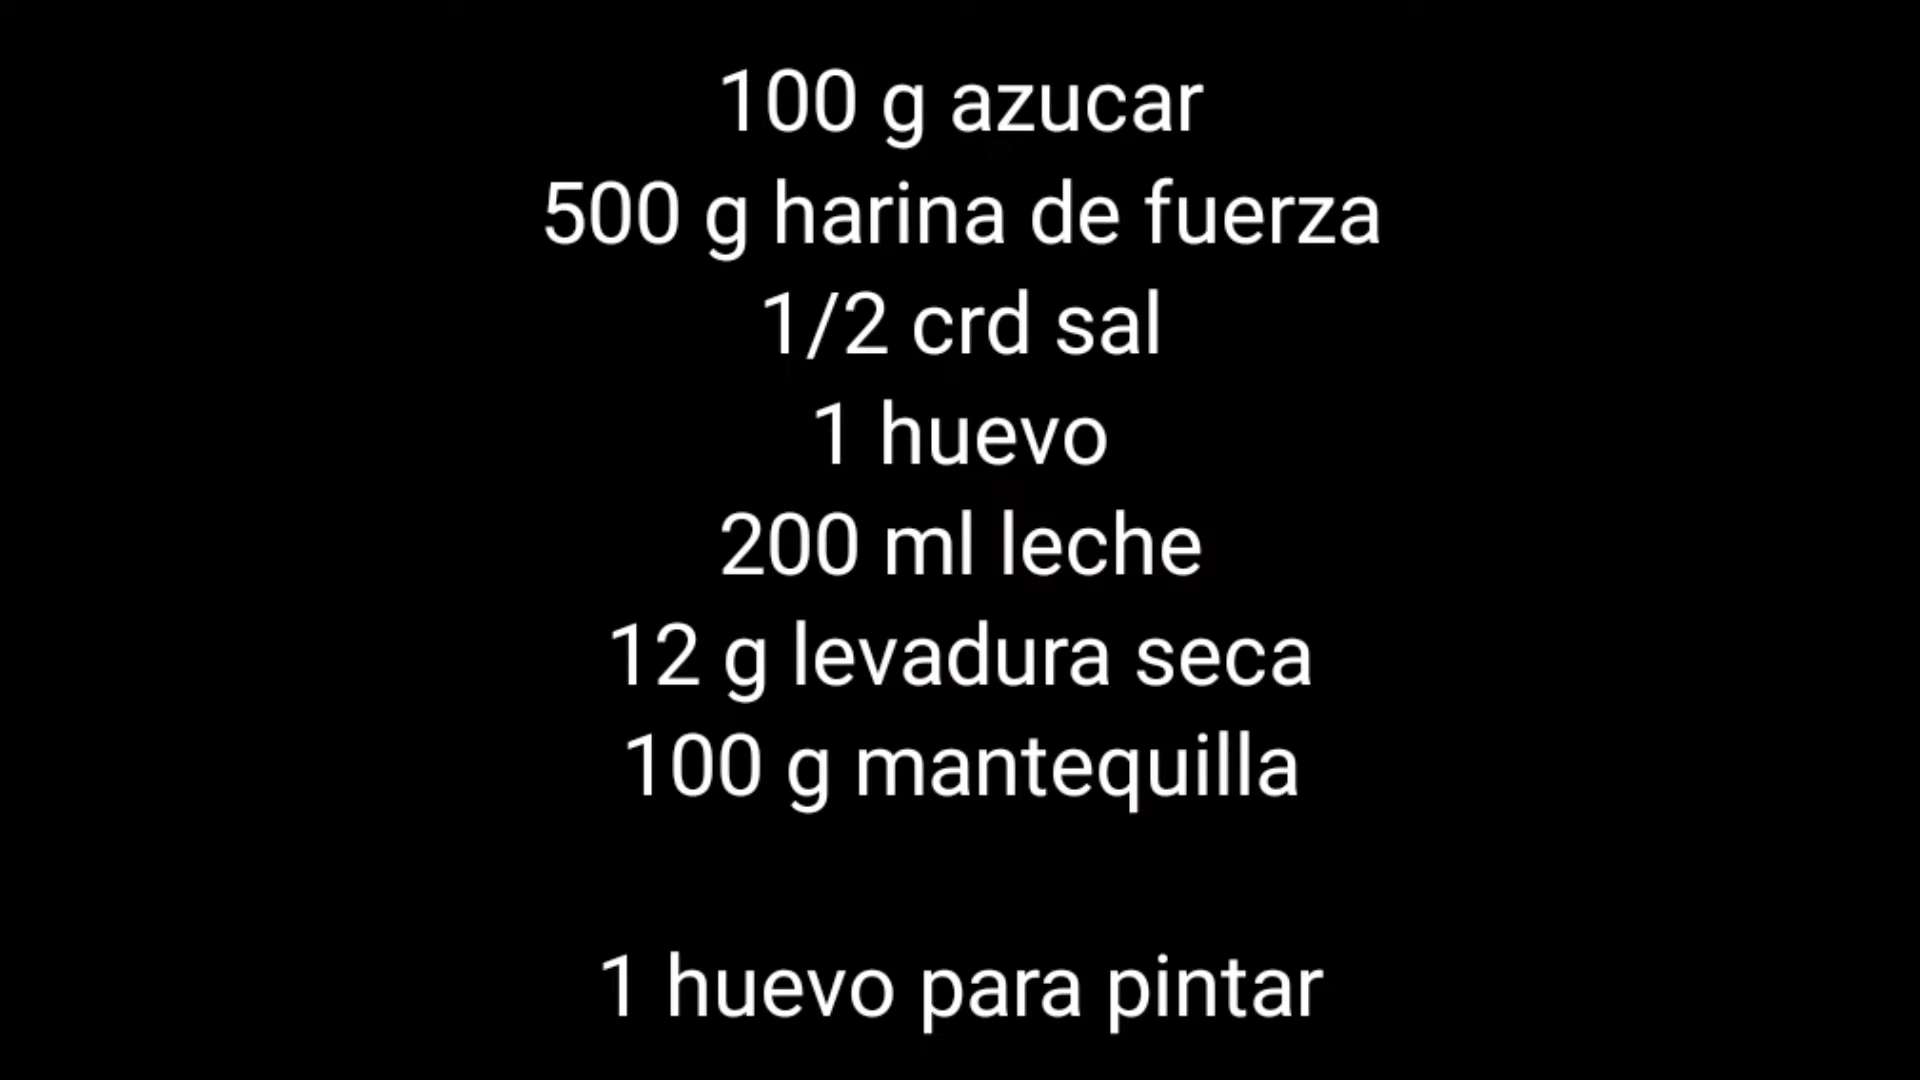 100 g azucar
500 g harina de fuerza
1/2 crd sal
1 huevo
200 ml leche
12 g levadura seca
100 g mantequilla
1 huevo para pintar